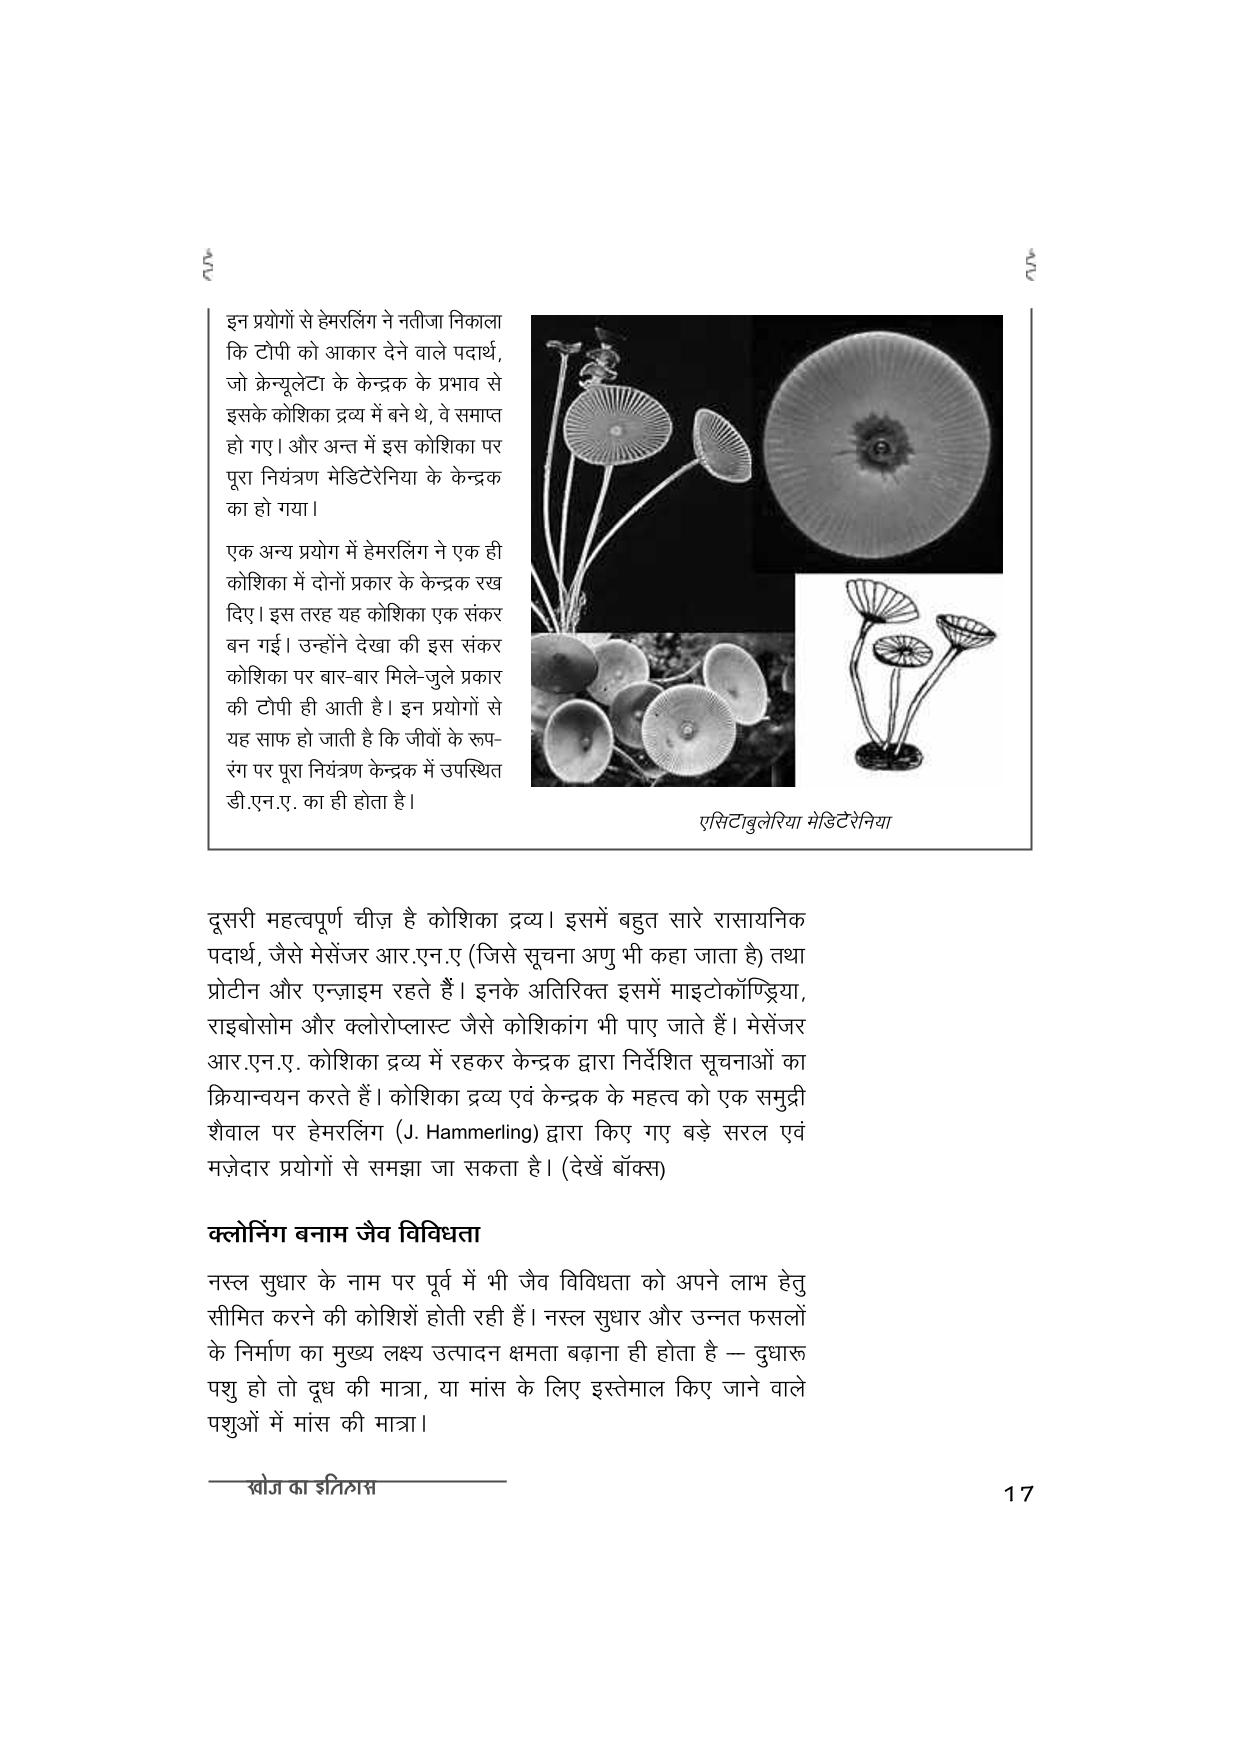 इन प्रयोगों से हेमरलिंग ने नतीजा निकाला
कि टोपी को आकार देने वाले पदार्थ,
जो क्रेन्यूलेटा के केन्द्रक के प्रभाव से
इसके कोशिका द्रव्य में बने थे, वे समाप्त
हो गए। और अन्त में इस कोशिका पर
पूरा नियंत्रण मेडिटेरेनिया के केन्द्रक
का हो गया।
एक अन्य प्रयोग में हेमरलिंग ने एक ही
कोशिका में दोनों प्रकार के केन्द्रक रख
दिए। इस तरह यह कोशिका एक संकर
बन गई। उन्होंने देखा की इस संकर
कोशिका पर बार-बार मिले-जुले प्रकार
की टोपी ही आती है। इन प्रयोगों से
यह साफ हो जाती है कि जीवों के रूप-
रंग पर पूरा नियंत्रण केन्द्रक में उपस्थित
डी.एन.ए. का ही होता है।
एसिटाबुलेरिया मेडिटेरेनिया
दूसरी महत्वपूर्ण चीज़ है कोशिका द्रव्य। इसमें बहुत सारे रासायनिक
पदार्थ, जैसे मेसेंजर आर.एन.ए (जिसे सूचना अणु भी कहा जाता है) तथा
प्रोटीन और एन्ज़ाइम रहते हैं। इनके अतिरिक्त इसमें माइटोकॉण्ड्रिया,
राइबोसोम और क्लोरोप्लास्ट जैसे कोशिकांग भी पाए जाते हैं। मेसेंजर
आर.एन.ए. कोशिका द्रव्य में रहकर केन्द्रक द्वारा निर्देशित सूचनाओं का
क्रियान्वयन करते हैं। कोशिका द्रव्य एवं केन्द्रक के महत्व को एक समुद्री
शैवाल पर हेमरलिंग (J. Hammerling) द्वारा किए गए बड़े सरल एवं
मज़ेदार प्रयोगों से समझा जा सकता है। (देखें बॉक्स)
क्लोनिंग बनाम जैव विविधता
नस्ल सुधार के नाम पर पूर्व में भी जैव विविधता को अपने लाभ हेतु
सीमित करने की कोशिशें होती रही हैं। नस्ल सुधार और उन्नत फसलों
के निर्माण का मुख्य लक्ष्य उत्पादन क्षमता बढ़ाना ही होता है — दुधारू
पशु हो तो दूध की मात्रा, या मांस के लिए इस्तेमाल किए जाने वाले
पशुओं में मांस की मात्रा।
खोज का इतिहास
17